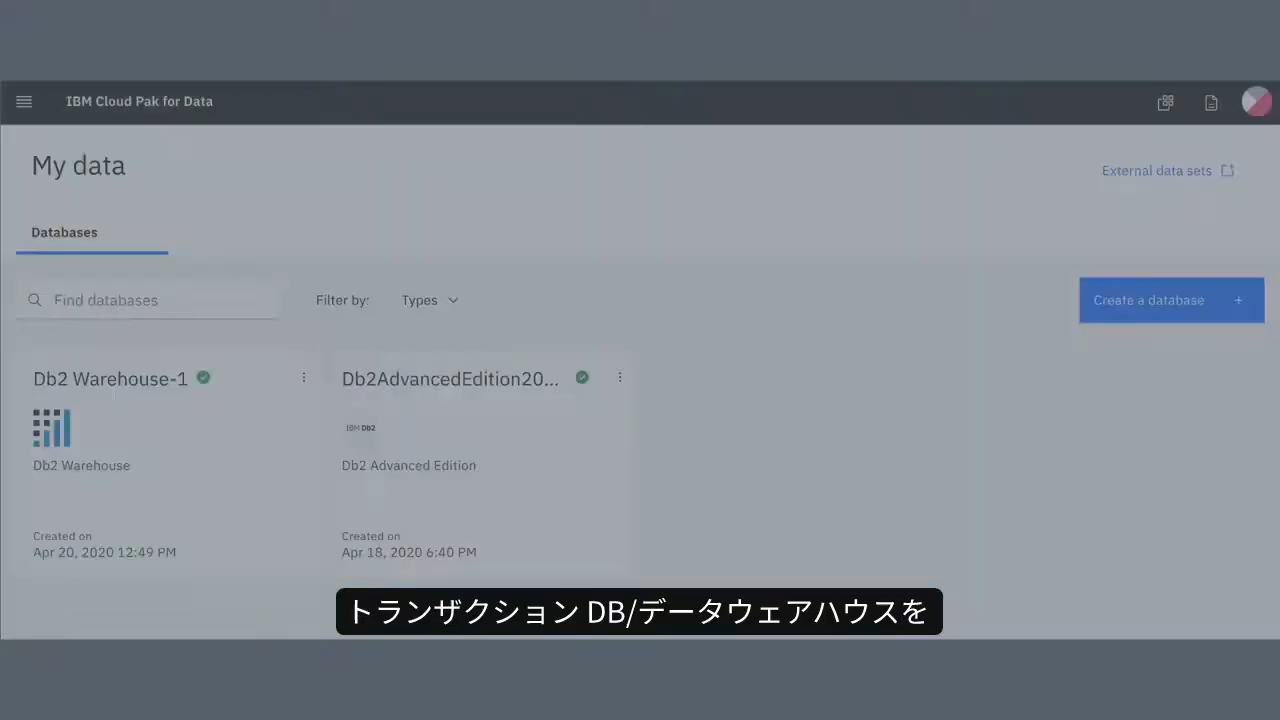 IBM Cloud Pak for Data
My data
External data sets
Databases
Find databases
Filter by:
Types
Create a database +
Db2 Warehouse-1
Db2AdvancedEdition20...
IBM Db2
Db2 Warehouse
Db2 Advanced Edition
Created on
Apr 20, 2020 12:49 PM
Created on
Apr 18, 2020 6:40 PM
トランザクション DB/データウェアハウスを